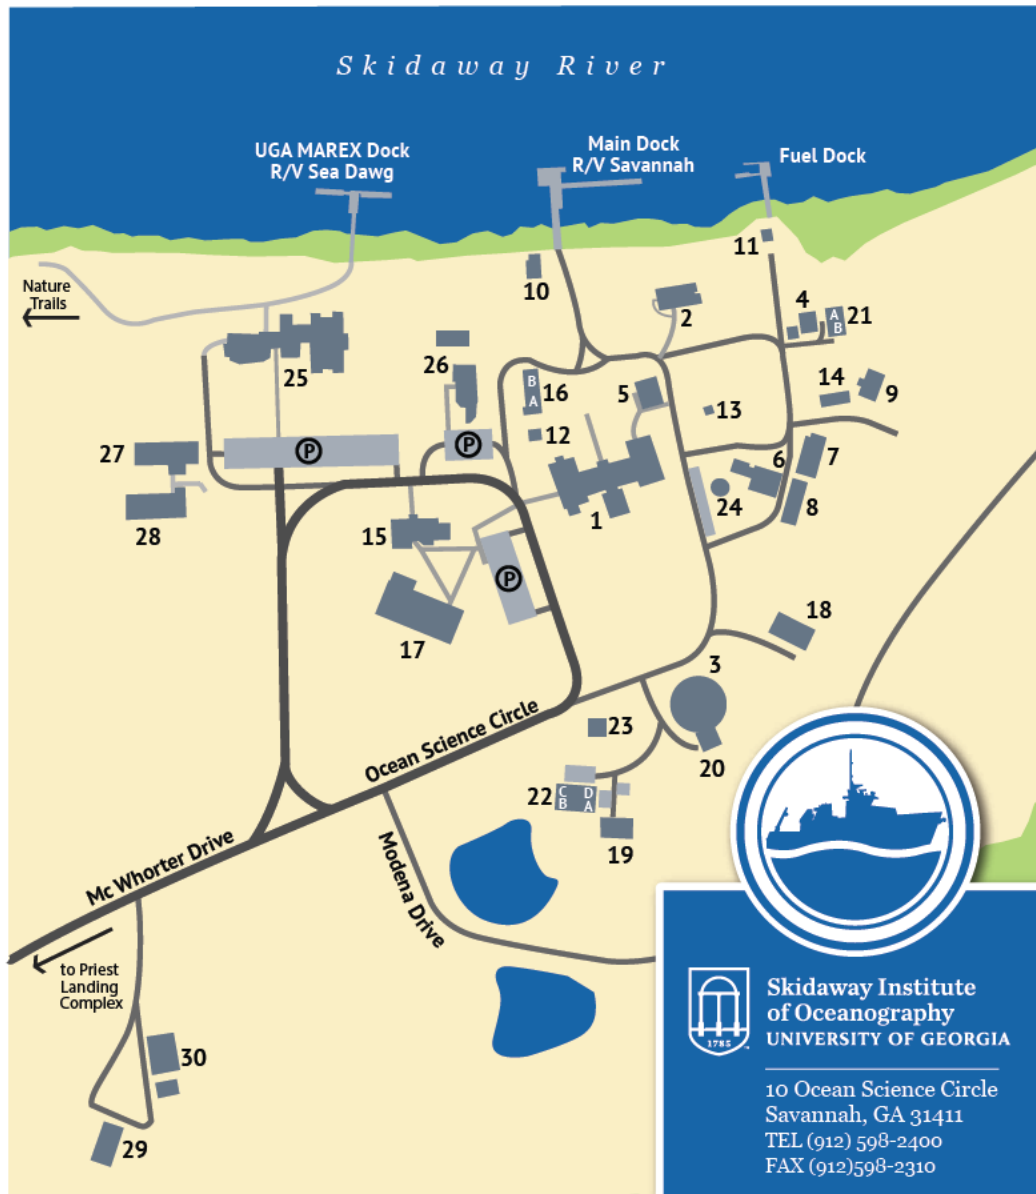 Skidaway River
UGA MAREX Dock
R/V Sea Dawg
Main Dock
R/V Savannah
Fuel Dock
11
Nature
Trails
10
2
4
A
B
21
25
26
B
A
16
5
14
9
13
12
P
P
27
6
7
28
15
1
24
8
P
17
18
3
Ocean Science Circle
23
20
22
C
D
B
A
19
Mc Whorter Drive
Modena Drive
to Priest
Landing
Complex
30
29
1785
Skidaway Institute
of Oceanography
UNIVERSITY OF GEORGIA
10 Ocean Science Circle
Savannah, GA 31411
TEL (912) 598-2400
FAX (912)598-2310